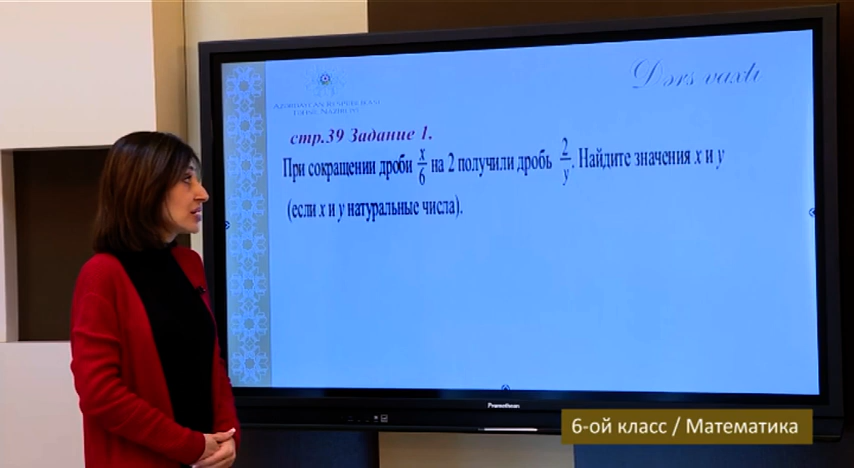 Dərs vaxtı
AZƏRBAYCAN RESPUBLİKASI
TƏHSİL NAZİRLİYİ
стр.39 Задание 1.
При сокращении дроби x/6 на 2 получили дробь 2/y. Найдите значения x и y
(если x и y натуральные числа).
Promethean
6-ой класс / Математика